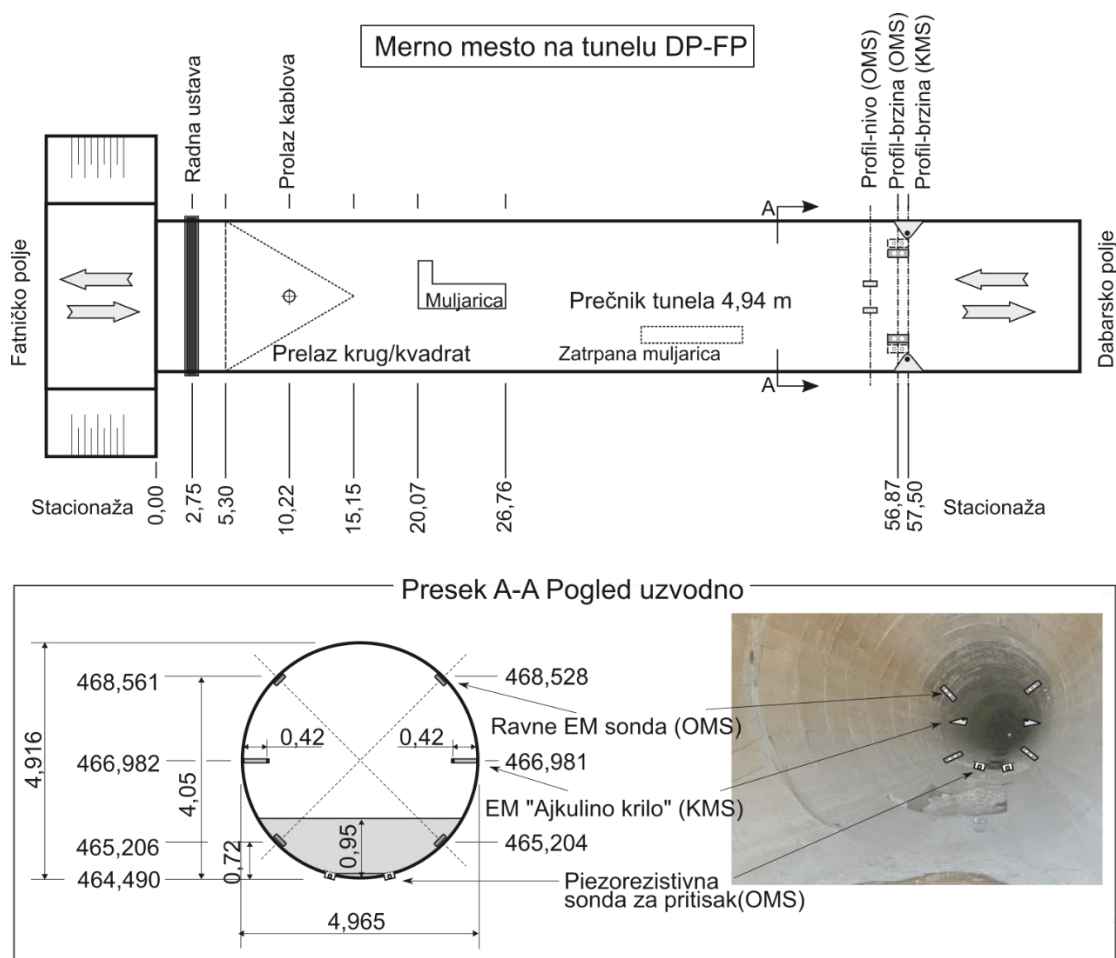 Merno mesto na tunelu DP-FP
Radna ustava
Prolaz kablova
Profil-nivo (OMS)
Profil-brzina (OMS)
Profil-brzina (KMS)
A
Fatničko polje
Muljarica
Prečnik tunela 4,94 m
Prelaz krug/kvadrat
Zatrpana muljarica
Dabarsko polje
A
Stacionaža
0,00
2,75
5,30
10,22
15,15
20,07
26,76
56,87
57,50
Stacionaža
Presek A-A Pogled uzvodno
468,561
468,528
Ravne EM sonda (OMS)
0,42
0,42
4,916
466,982
4,05
466,981
EM "Ajkulino krilo" (KMS)
465,206
0,72
0,95
465,204
464,490
Piezorezistivna
sonda za pritisak(OMS)
4,965